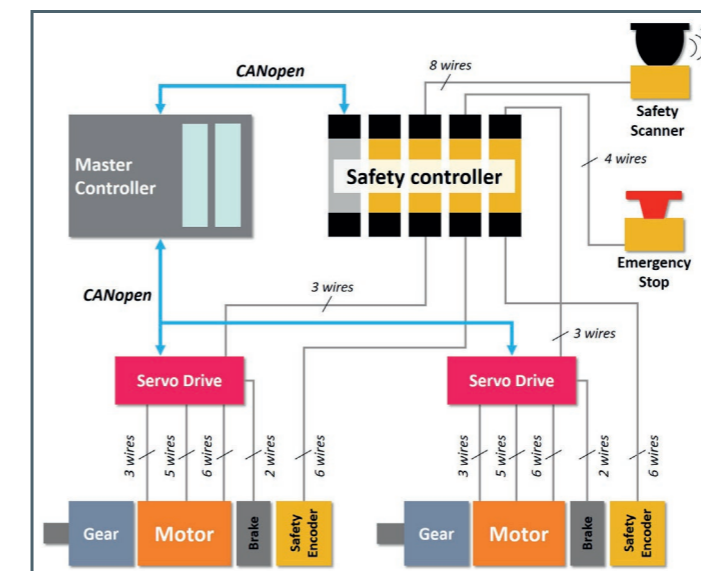 CANopen
8 wires
Safety
Scanner
Master
Controller
Safety controller
4 wires
Emergency
Stop
CANopen
3 wires
3 wires
Servo Drive
Servo Drive
3 wires
5 wires
6 wires
2 wires
6 wires
3 wires
5 wires
6 wires
2 wires
6 wires
Gear
Motor
Brake
Safety
Encoder
Gear
Motor
Brake
Safety
Encoder